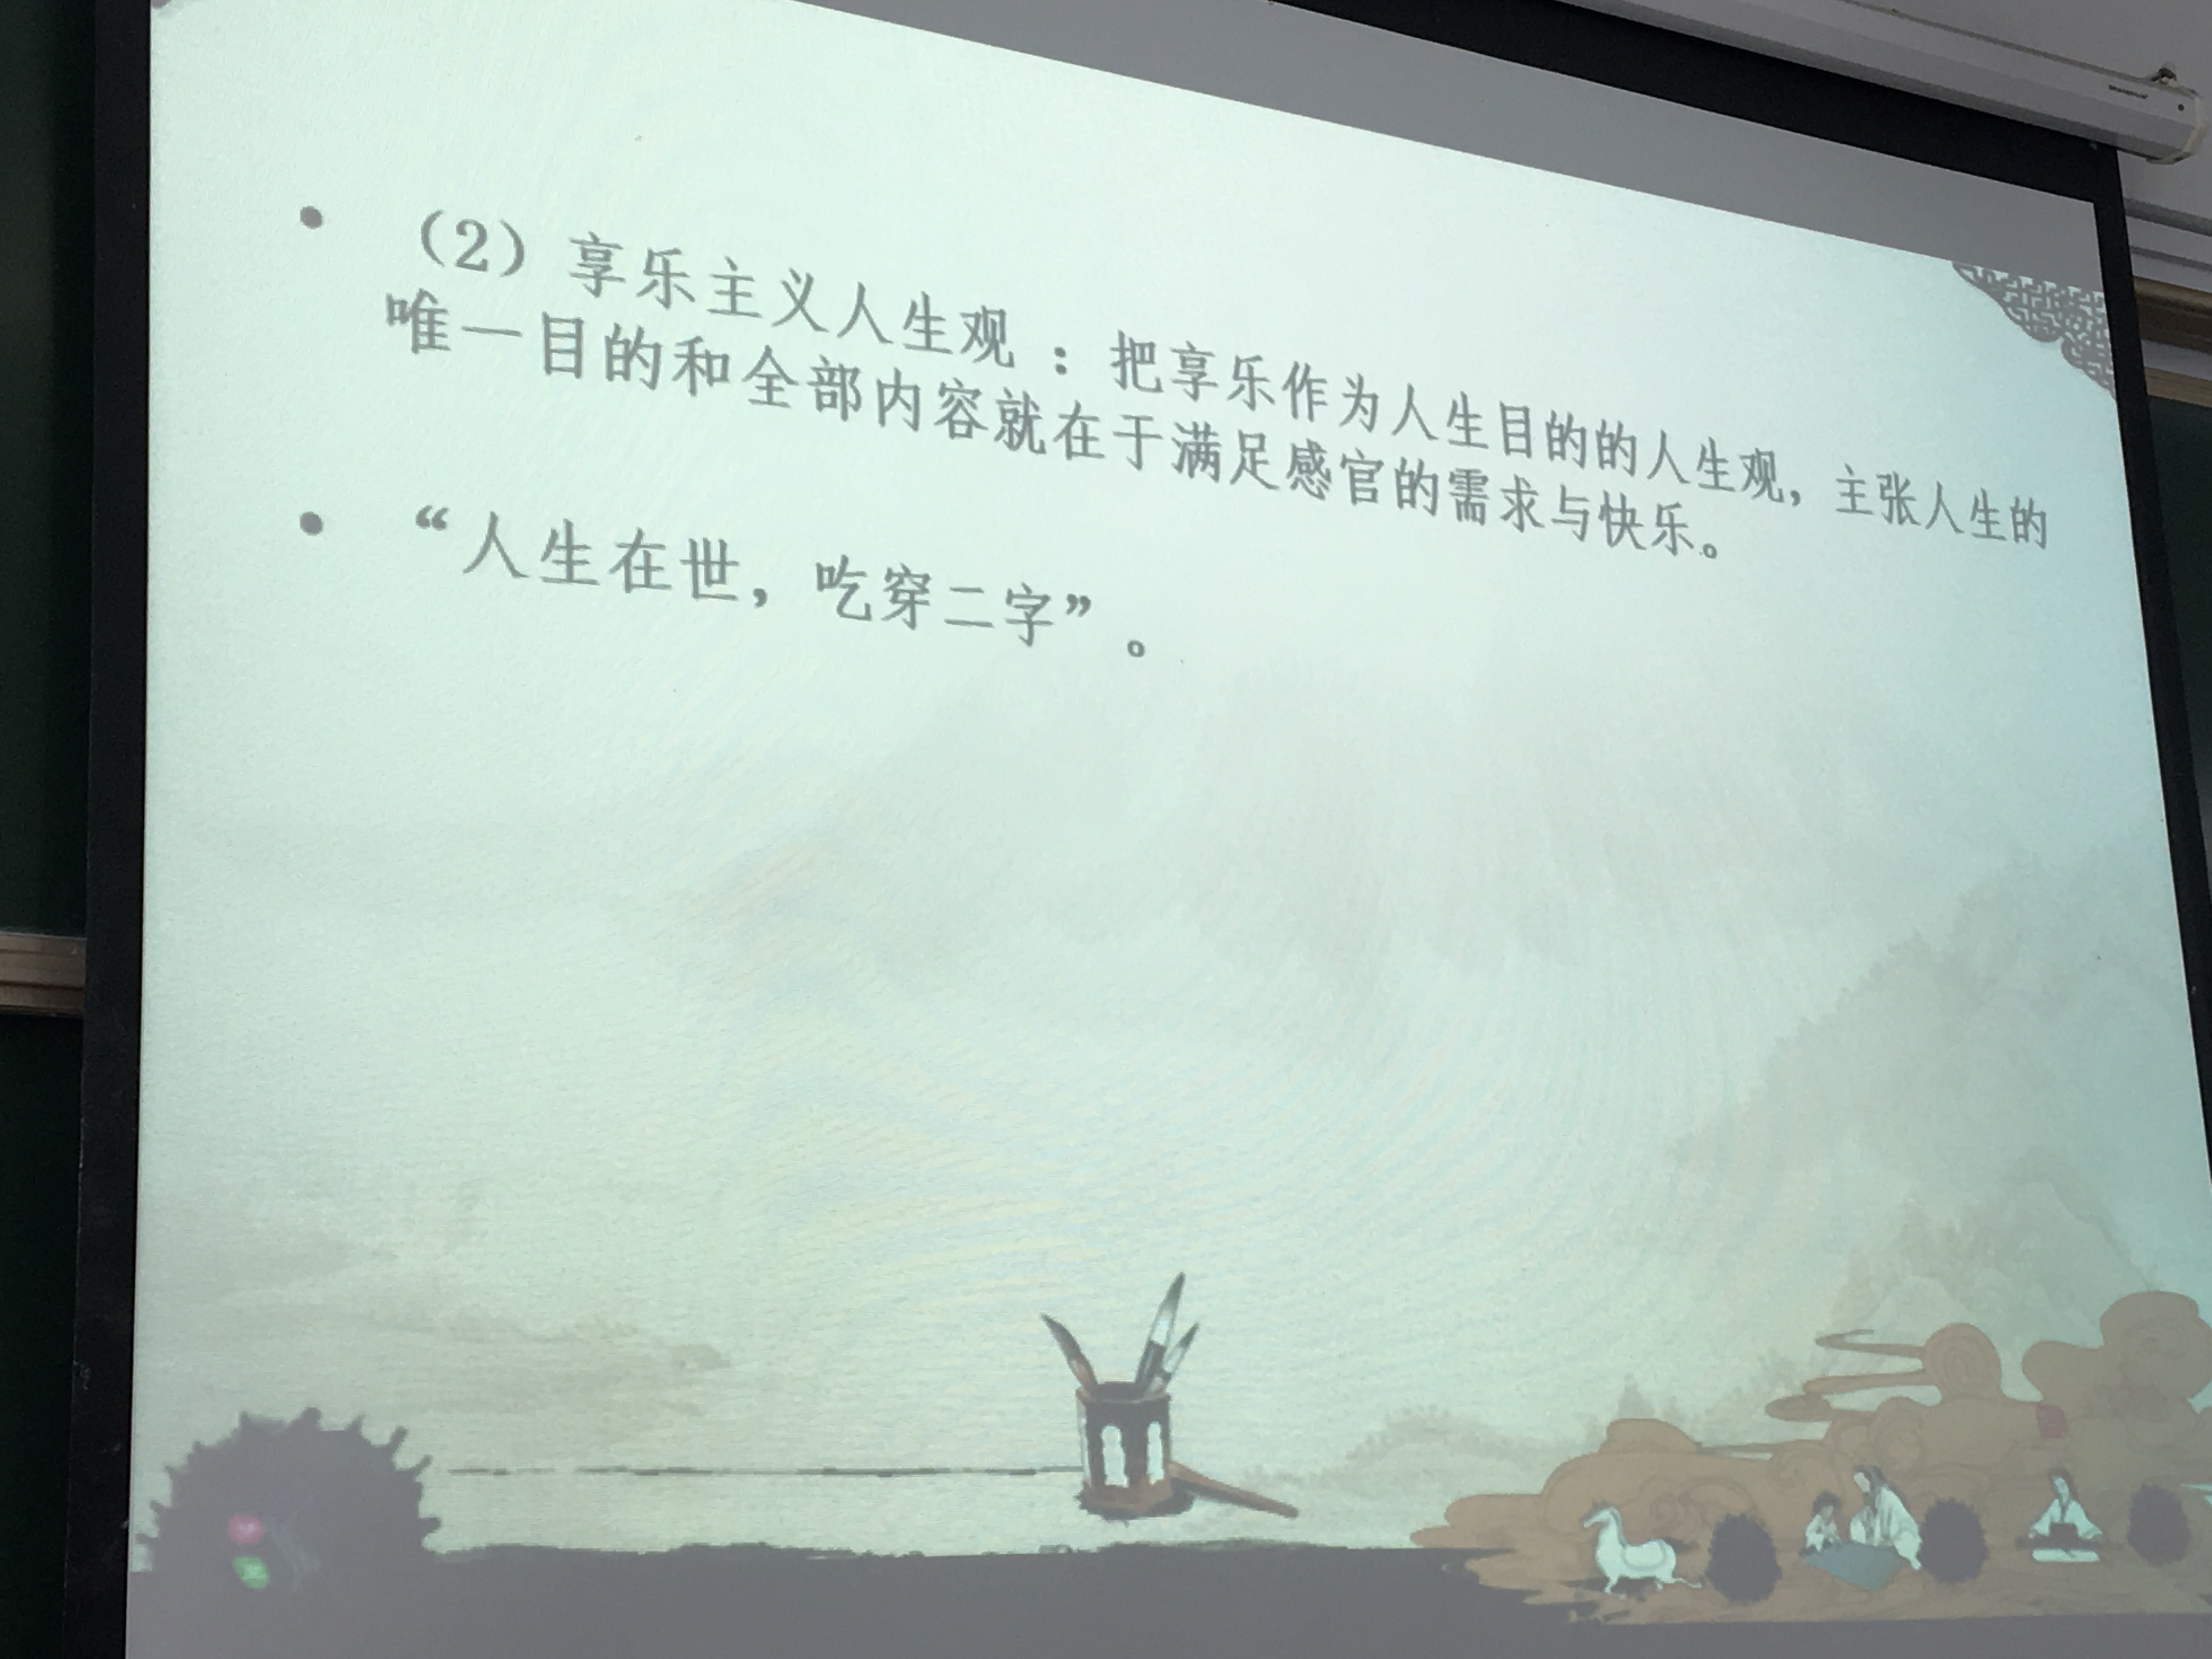 • （2）享乐主义人生观 ：把享乐作为人生目的的人生观，主张人生的
唯一目的和全部内容就在于满足感官的需求与快乐。
• “人生在世，吃穿二字”。